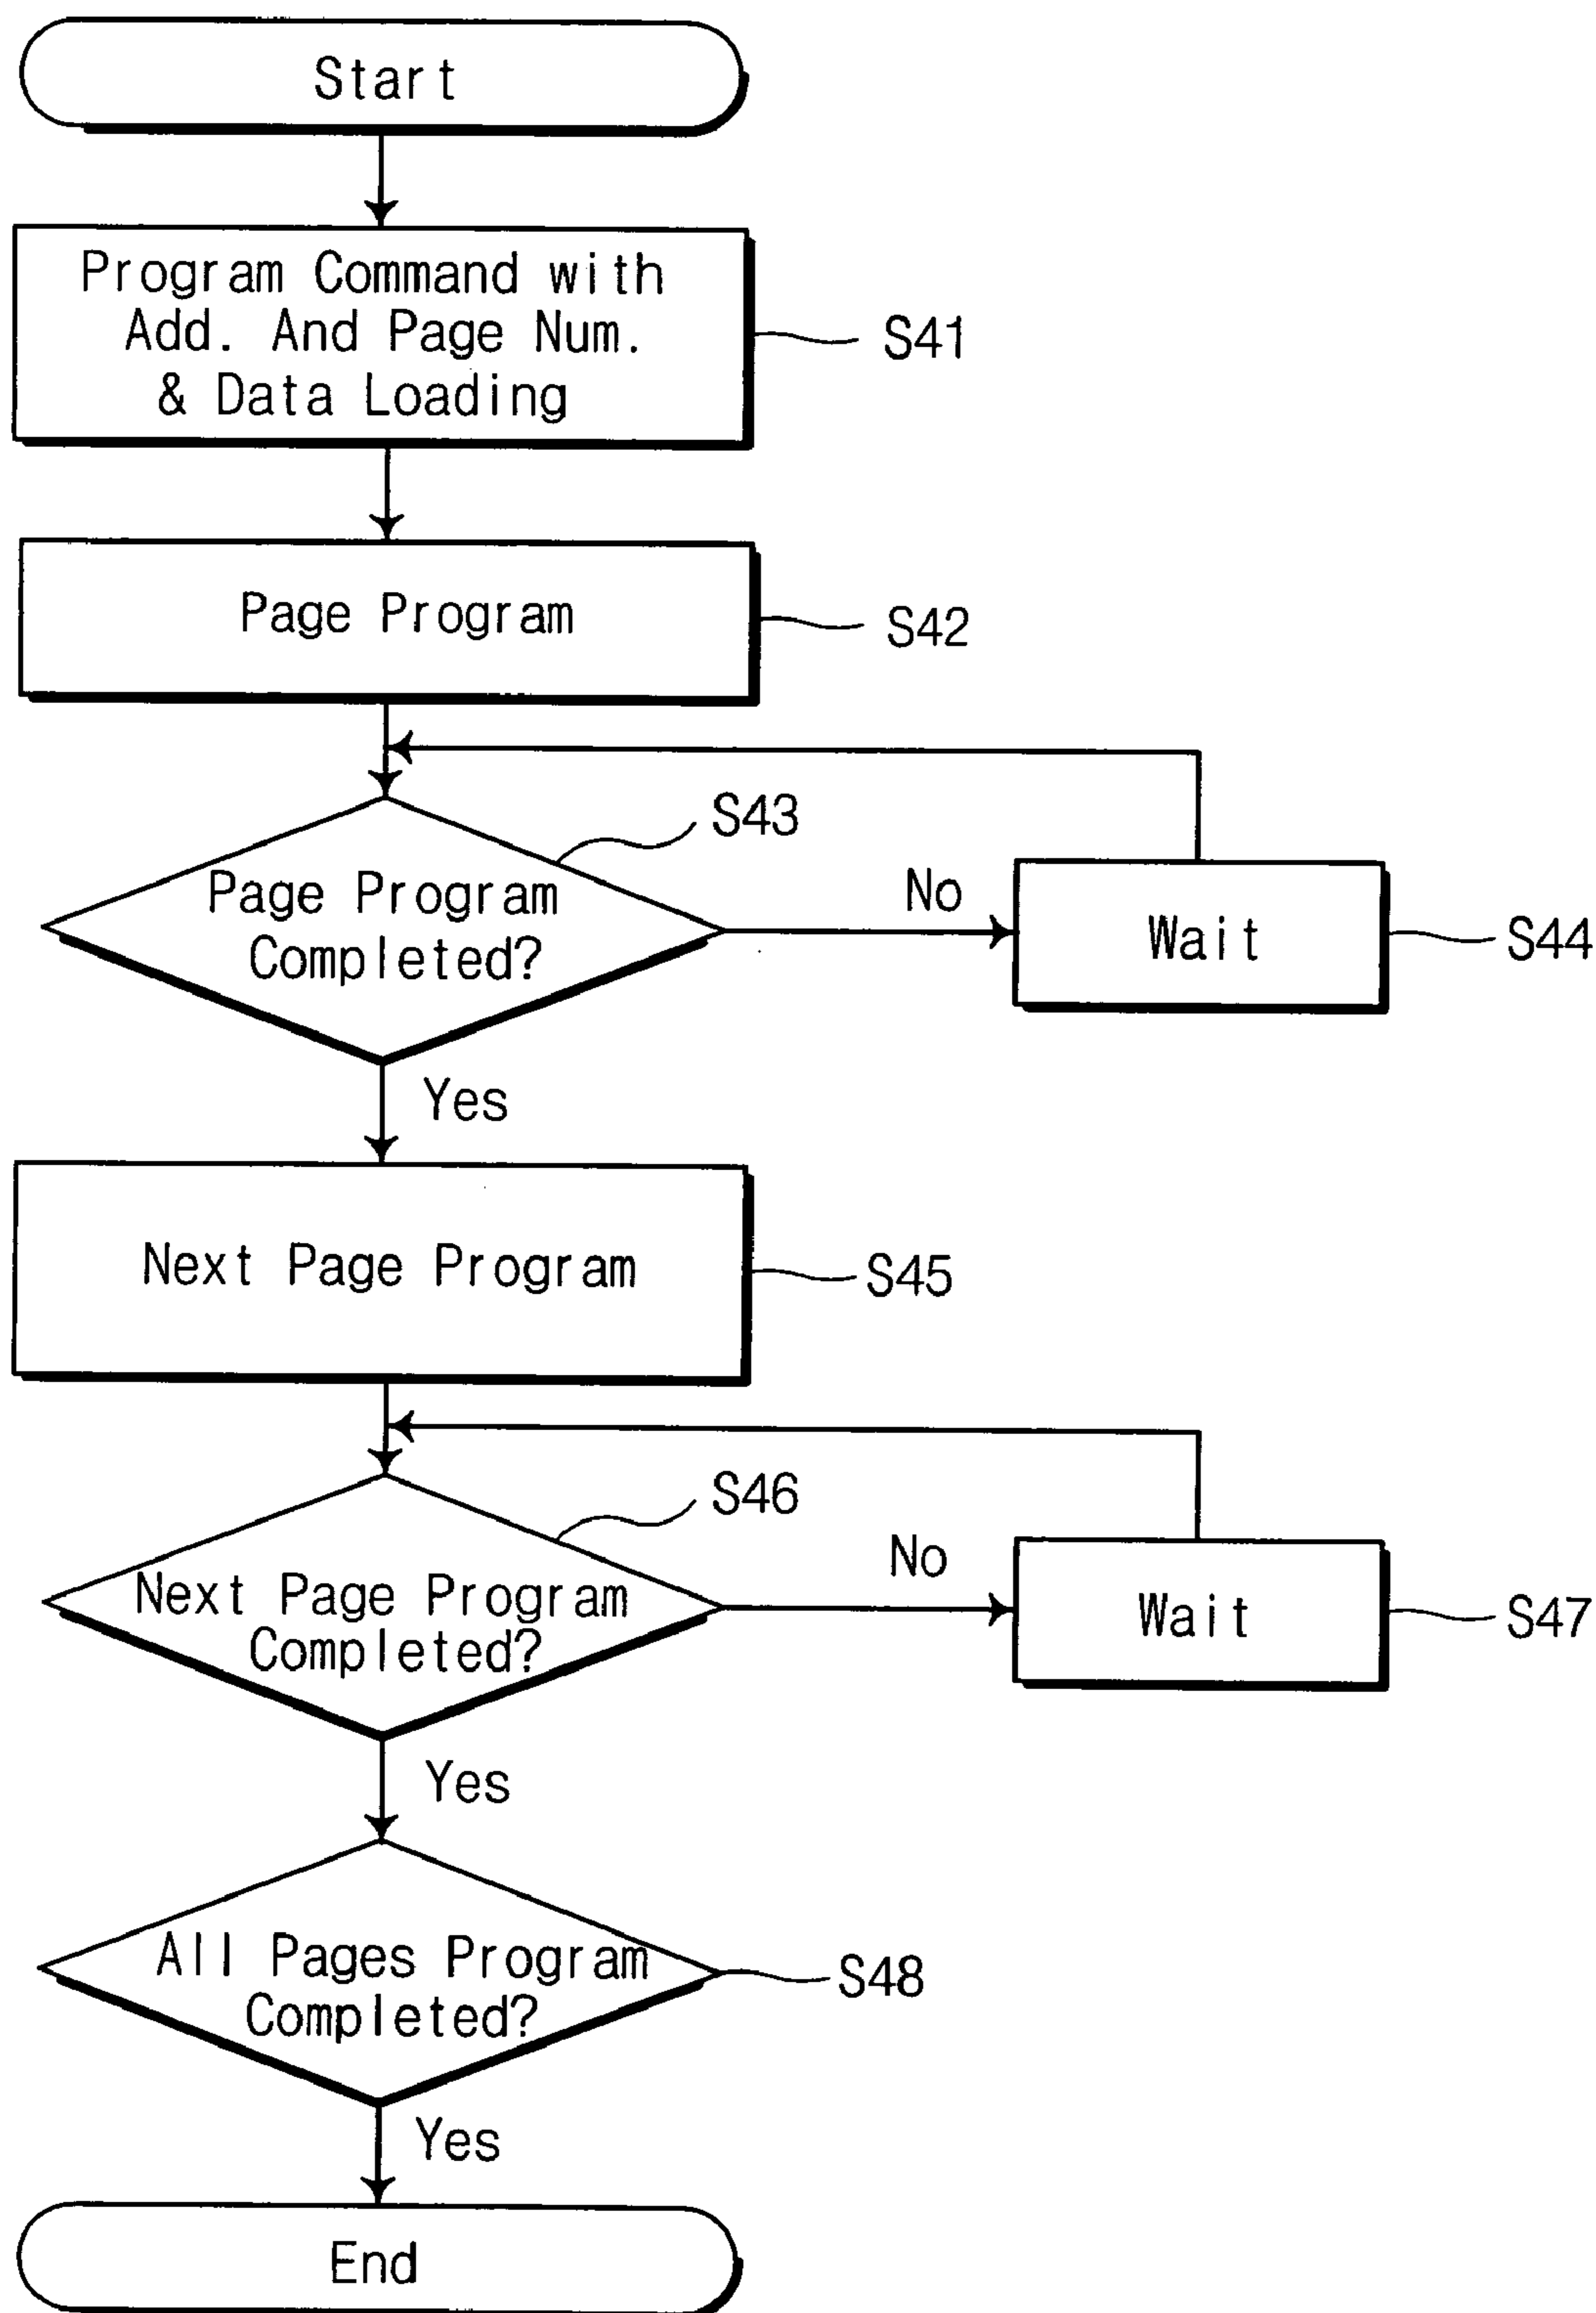 Start
Program Command with
Add. And Page Num.
& Data Loading
S41
Page Program
S42
S43
Page Program
Completed?
No
Wait
S44
Yes
Next Page Program
S45
S46
Next Page Program
Completed?
No
Wait
S47
Yes
All Pages Program
Completed?
S48
Yes
End